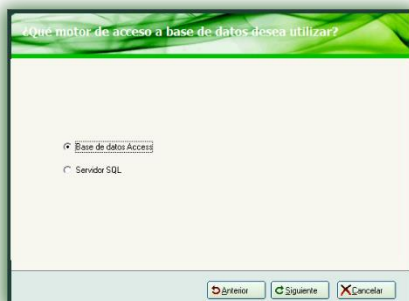 ¿Qué motor de acceso a base de datos desea utilizar?
Base de datos Access
Servidor SQL
Anterior
Siguiente
Cancelar